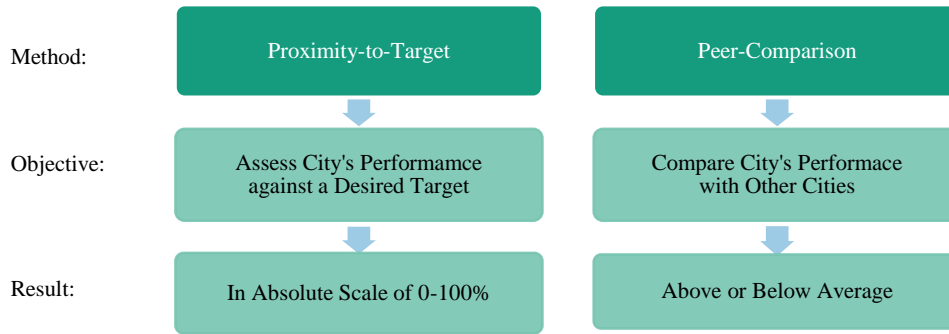 Method:
Proximity-to-Target
Peer-Comparison
Objective:
Assess City's Performamce
against a Desired Target
Compare City's Performace
with Other Cities
Result:
In Absolute Scale of 0-100%
Above or Below Average